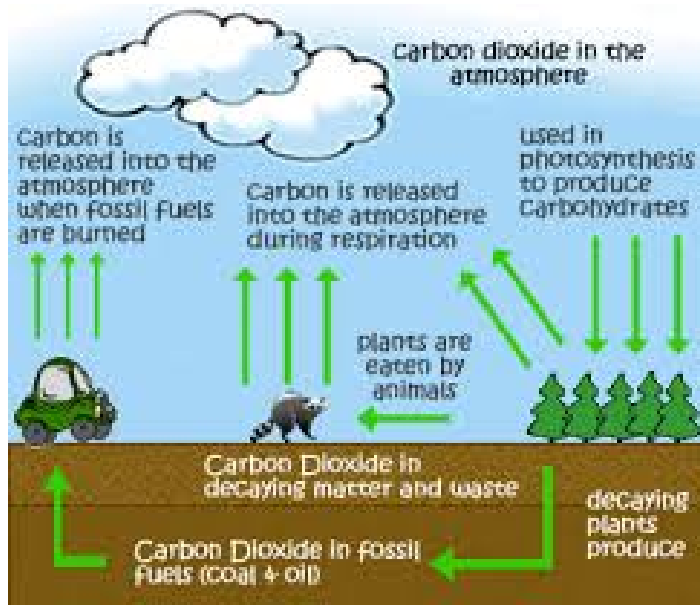 Carbon dioxide in the
atmosphere
Carbon is
released into the
atmosphere
when fossil fuels
are burned
Carbon is released
into the atmosphere
during respiration
used in
photosynthesis
to produce
Carbohydrates
plants are
eaten by
animals
Carbon Dioxide in
decaying matter and waste
decaying
plants
produce
Carbon Dioxide in fossil
fuels (coal & oil)